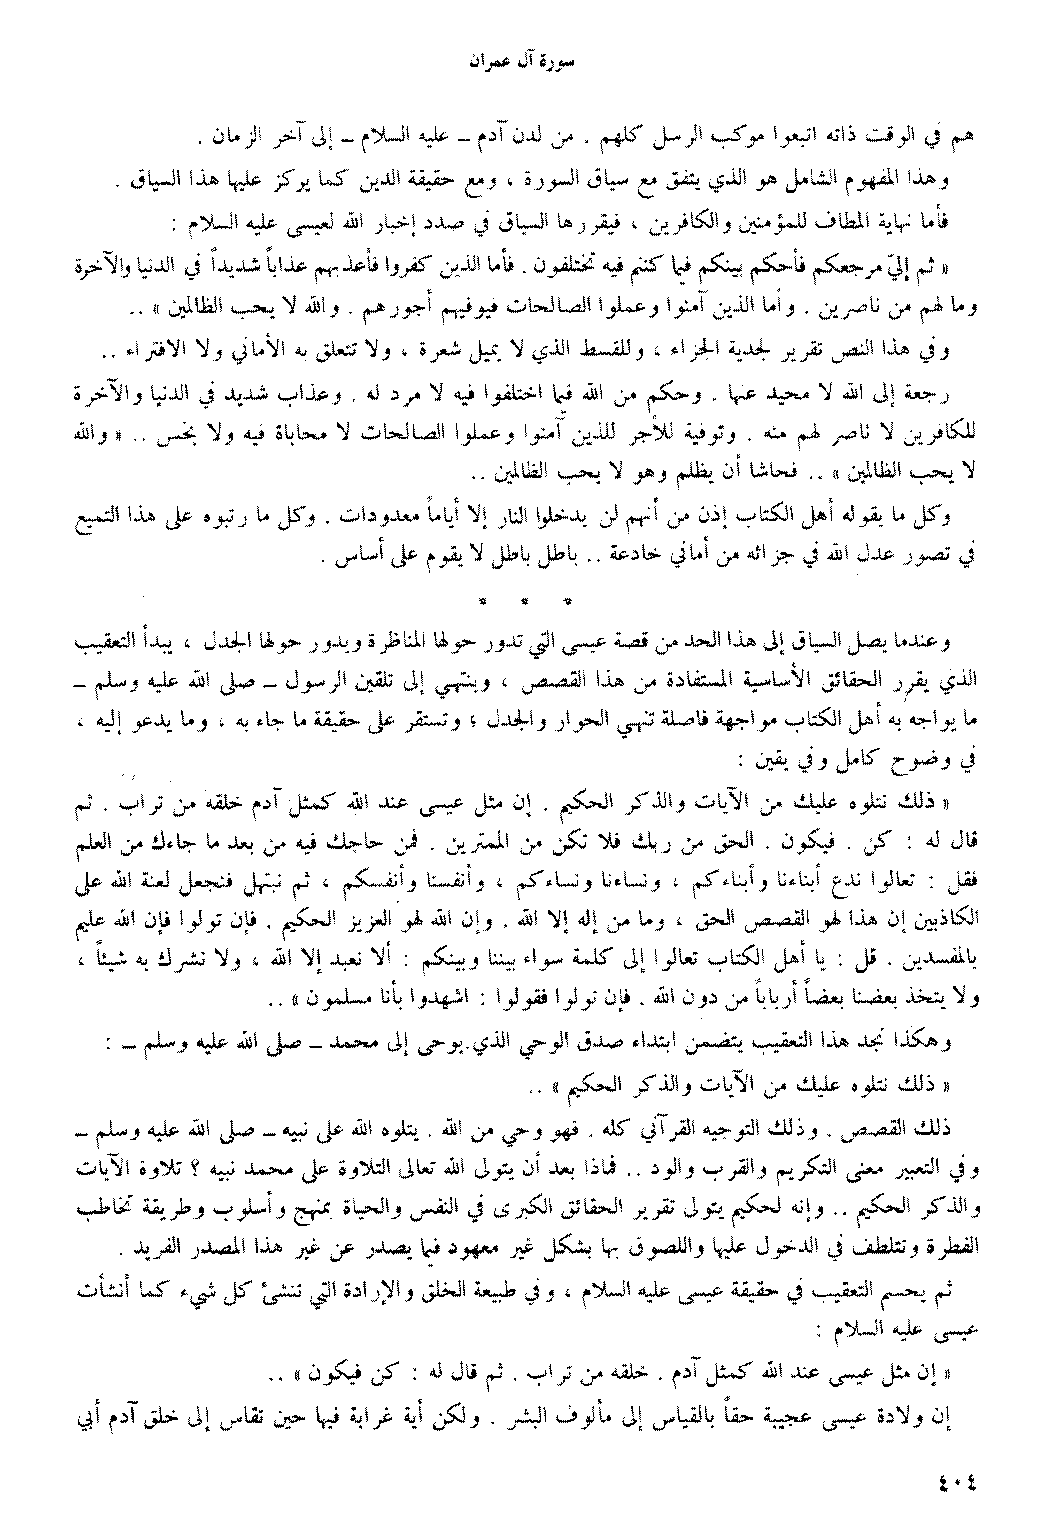 سورة آل عمران
هم في الوقت ذاته اتبعوا موكب الرسل كلهم . من لدن آدم ـ عليه السلام ـ إلى آخر الزمان .
وهذا المفهوم الشامل هو الذي يتفق مع سياق السورة ، ومع حقيقة الدين كما يركز عليها هذا السياق .
فأما نهاية المطاف للمؤمنين والكافرين ، فيقررها السياق في صدد إخبار الله لعيسى عليه السلام :
« ثم إليّ مرجعكم فأحكم بينكم فيما كنتم فيه تختلفون . فأما الذين كفروا فأعذبهم عذاباً شديداً في الدنيا والآخرة
وما لهم من ناصرين . وأما الذين آمنوا وعملوا الصالحات فيوفيهم أجورهم . والله لا يحب الظالمين » ..
وفي هذا النص تقرير لجدية الجزاء ، وللقسط الذي لا يميل شعرة ، ولا تتعلق به الأماني ولا الافتراء ..
رجعة إلى الله لا محيد عنها . وحكم من الله فيما اختلفوا فيه لا مرد له . وعذاب شديد في الدنيا والآخرة
للكافرين لا ناصر لهم منه . وتوفية للأجر للذين آمنوا وعملوا الصالحات لا محاباة فيه ولا بخس .. « والله
لا يحب الظالمين » .. فحاشا أن يظلم وهو لا يحب الظالمين ..
وكل ما يقوله أهل الكتاب إذن من أنهم لن يدخلوا النار إلا أياماً معدودات . وكل ما رتبوه على هذا التميع
في تصور عدل الله في جزائه من أماني خادعة .. باطل باطل لا يقوم على أساس .
* * *
وعندما يصل السياق إلى هذا الحد من قصة عيسى التي تدور حولها المناظرة ويدور حولها الجدل ، يبدأ التعقيب
الذي يقرر الحقائق الأساسية المستفادة من هذا القصص ، وينتهي إلى تلقين الرسول ـ صلى الله عليه وسلم ـ
ما يواجه به أهل الكتاب مواجهة فاصلة تنهي الحوار والجدل ؛ وتستقر على حقيقة ما جاء به ، وما يدعو إليه ،
في وضوح كامل وفي يقين :
« ذلك نتلوه عليك من الآيات والذكر الحكيم . إن مثل عيسى عند الله كمثل آدم خلقه من تراب . ثم
قال له : كن . فيكون . الحق من ربك فلا تكن من الممترين . فمن حاجك فيه من بعد ما جاءك من العلم
فقل : تعالوا ندع أبناءنا وأبناءكم ، ونساءنا ونساءكم ، وأنفسنا وأنفسكم ، ثم نبتهل فنجعل لعنة الله على
الكاذبين إن هذا لهو القصص الحق ، وما من إله إلا الله . وإن الله لهو العزيز الحكيم . فإن تولوا فإن الله عليم
بالمفسدين . قل : يا أهل الكتاب تعالوا إلى كلمة سواء بيننا وبينكم : ألا نعبد إلا الله ، ولا نشرك به شيئاً ،
ولا يتخذ بعضنا بعضاً أرباباً من دون الله . فإن تولوا فقولوا : اشهدوا بأنا مسلمون » ..
وهكذا نجد هذا التعقيب يتضمن ابتداء صدق الوحي الذي يوحى إلى محمد ـ صلى الله عليه وسلم ـ :
« ذلك نتلوه عليك من الآيات والذكر الحكيم » ..
ذلك القصص . وذلك التوجيه القرآني كله . فهو وحي من الله . يتلوه الله على نبيه ـ صلى الله عليه وسلم ـ
وفي التعبير معنى التكريم والقرب والود .. فماذا بعد أن يتولى الله تعالى التلاوة على محمد نبيه ؟ تلاوة الآيات
والذكر الحكيم .. وإنه لحكيم يتولى تقرير الحقائق الكبرى في النفس والحياة بمنهج وأسلوب وطريقة تخاطب
الفطرة وتتلطف في الدخول عليها واللصوق بها بشكل غير معهود فيما يصدر عن غير هذا المصدر الفريد .
ثم يحسم التعقيب في حقيقة عيسى عليه السلام ، وفي طبيعة الخلق والإرادة التي تنشئ كل شيء كما أنشأت
عيسى عليه السلام :
« إن مثل عيسى عند الله كمثل آدم . خلقه من تراب . ثم قال له : كن فيكون » ..
إن ولادة عيسى عجيبة حقاً بالقياس إلى مألوف البشر . ولكن أية غرابة فيها حين تقاس إلى خلق آدم أبي
٤٠٤